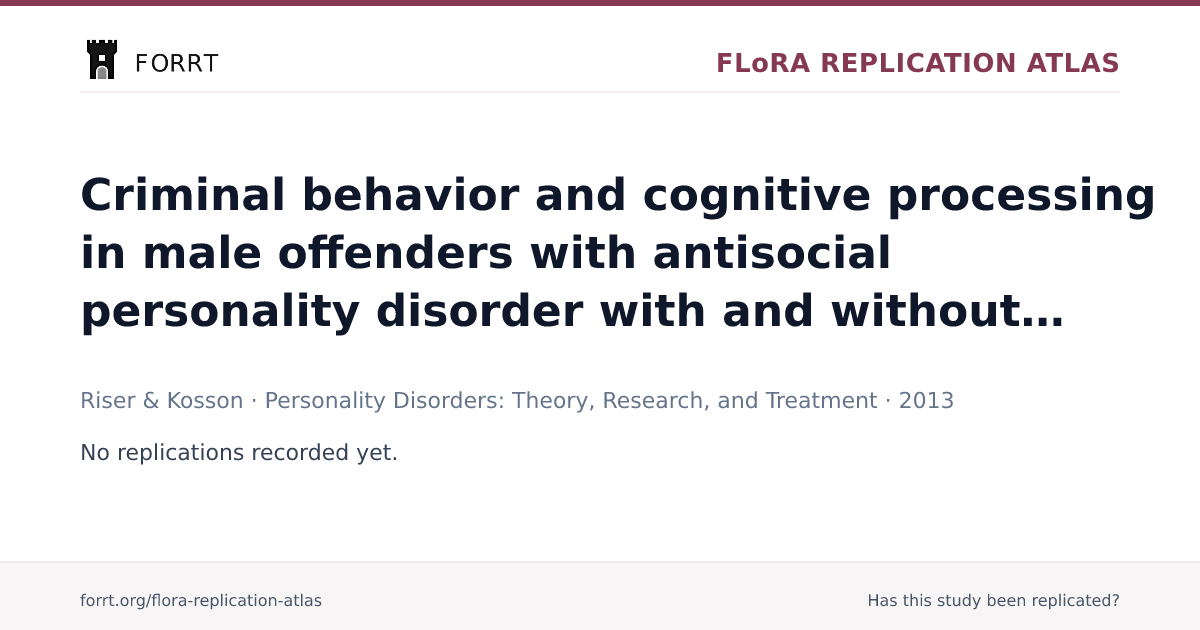 FORRT
FLoRA REPLICATION ATLAS
Criminal behavior and cognitive processing
in male offenders with antisocial
personality disorder with and without…
Riser & Kosson · Personality Disorders: Theory, Research, and Treatment · 2013
No replications recorded yet.
forrt.org/flora-replication-atlas
Has this study been replicated?